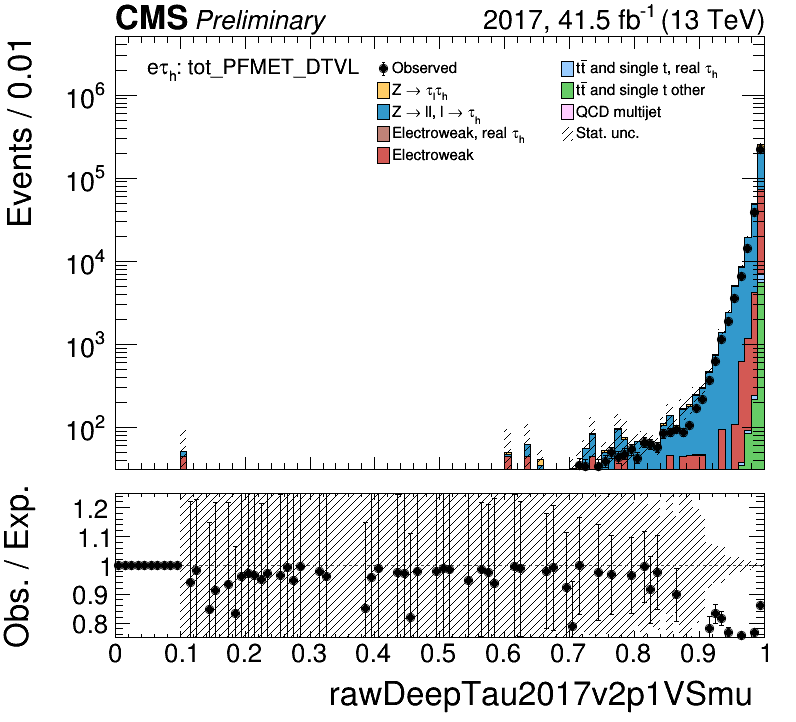 CMS Preliminary 2017, 41.5 fb⁻¹ (13 TeV)
eτₕ: tot_PFMET_DTVL
Observed
Z → τₗτₕ
Z → ll, l → τₕ
Electroweak, real τₕ
Electroweak
tt̄ and single t, real τₕ
tt̄ and single t other
QCD multijet
Stat. unc.
Events / 0.01
10⁶
10⁵
10⁴
10³
10²
Obs. / Exp.
1.2
1.1
1
0.9
0.8
0 0.1 0.2 0.3 0.4 0.5 0.6 0.7 0.8 0.9 1
rawDeepTau2017v2p1VSmu